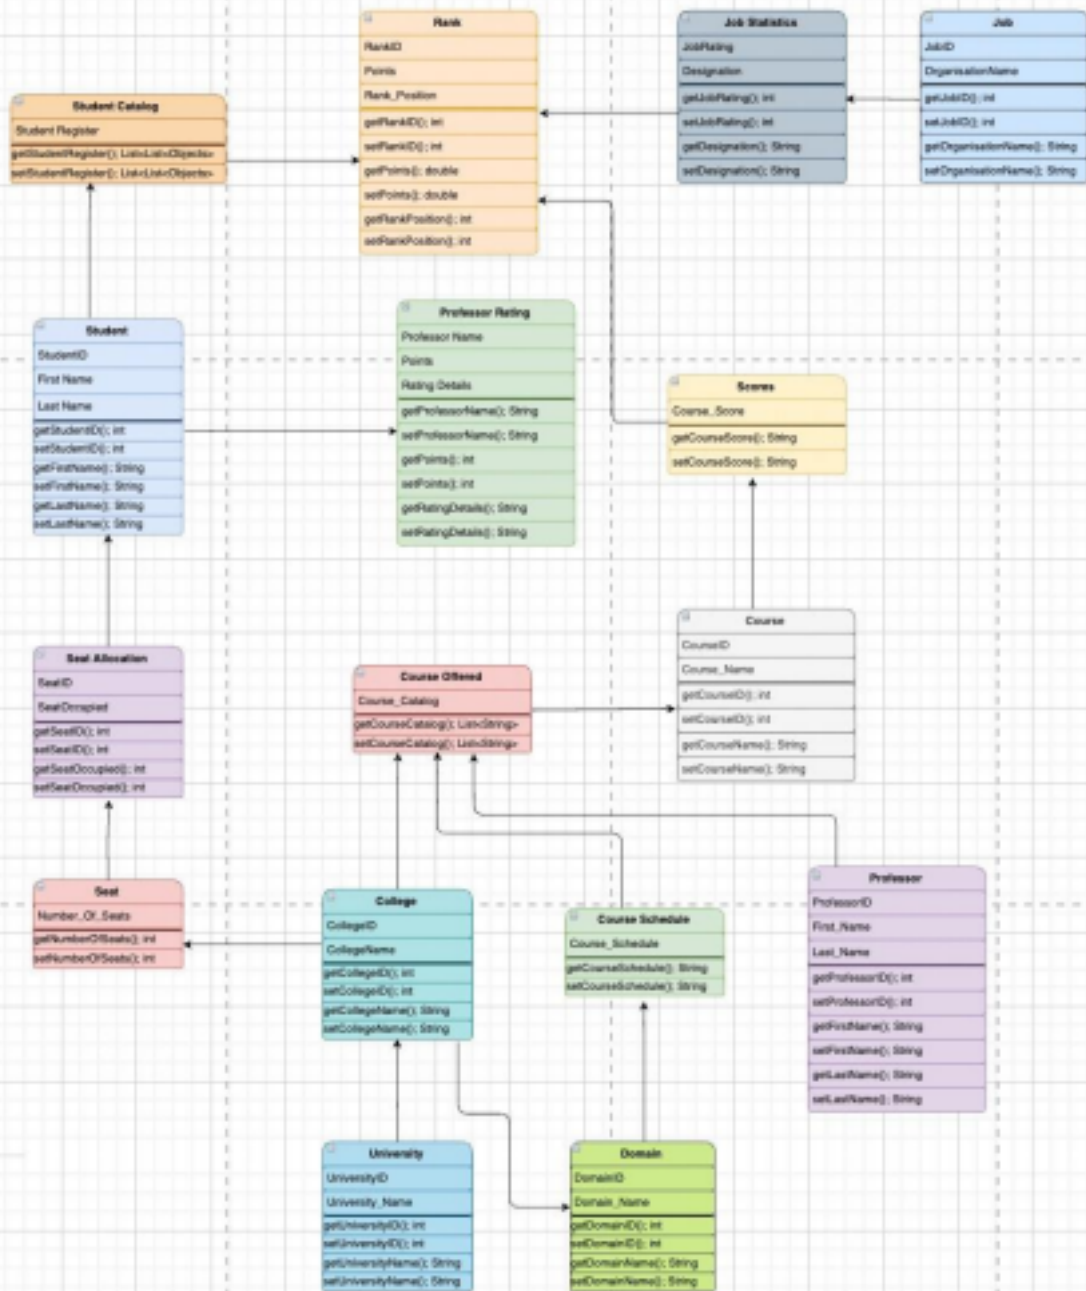 Rank
RankID
Points
Rank_Position
getRankID(); int
setRankID(); int
getPoints(); double
setPoints(); double
getRankPosition(); int
setRankPosition(); int
Job Statistics
JobRating
Designation
getJobRating(); int
setJobRating(); int
getDesignation(); String
setDesignation(); String
Job
JobID
OrganisationName
getJobID(); int
setJobID(); int
getOrganisationName(); String
setOrganisationName(); String
Student Catalog
Student Register
getStudentRegister(); List<List<Objects>
setStudentRegister(); List<List<Objects>
Student
StudentID
First Name
Last Name
getStudentID(); int
setStudentID(); int
getFirstName(); String
setFirstName(); String
getLastName(); String
setLastName(); String
Professor Rating
Professor Name
Points
Rating Details
getProfessorName(); String
setProfessorName(); String
getPoints(); int
setPoints(); int
getRatingDetails(); String
setRatingDetails(); String
Scores
Course_Score
getCourseScore(); String
setCourseScore(); String
Seat Allocation
SeatID
SeatOccupied
getSeatID(); int
setSeatID(); int
getSeatOccupied(); int
setSeatOccupied(); int
Course Offered
Course_Catalog
getCourseCatalog(); List<String>
setCourseCatalog(); List<String>
Course
CourseID
Course_Name
getCourseID(); int
setCourseID(); int
getCourseName(); String
setCourseName(); String
Seat
Number_Of_Seats
getNumberOfSeats(); int
setNumberOfSeats(); int
College
CollegeID
CollegeName
getCollegeID(); int
setCollegeID(); int
getCollegeName(); String
setCollegeName(); String
Course Schedule
Course_Schedule
getCourseSchedule(); String
setCourseSchedule(); String
Professor
ProfessorID
First_Name
Last_Name
getProfessorID(); int
setProfessorID(); int
getFirstName(); String
setFirstName(); String
getLastName(); String
setLastName(); String
University
UniversityID
University_Name
getUniversityID(); int
setUniversityID(); int
getUniversityName(); String
setUniversityName(); String
Domain
DomainID
Domain_Name
getDomainID(); int
setDomainID(); int
getDomainName(); String
setDomainName(); String